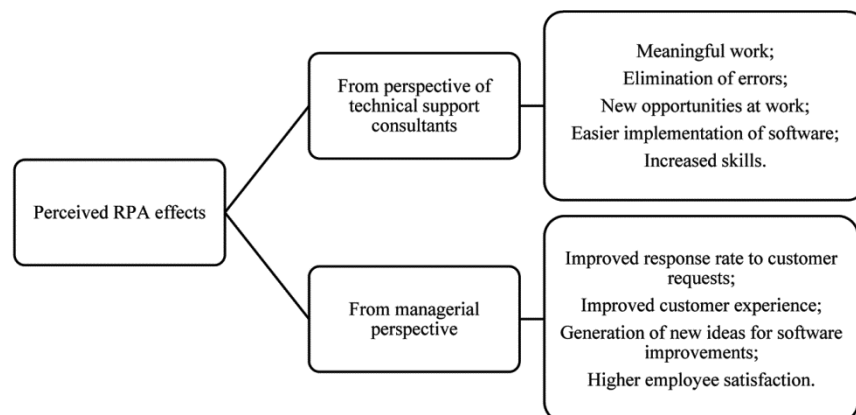 Perceived RPA effects
From perspective of
technical support
consultants
Meaningful work;
Elimination of errors;
New opportunities at work;
Easier implementation of software;
Increased skills.
From managerial
perspective
Improved response rate to customer
requests;
Improved customer experience;
Generation of new ideas for software
improvements;
Higher employee satisfaction.